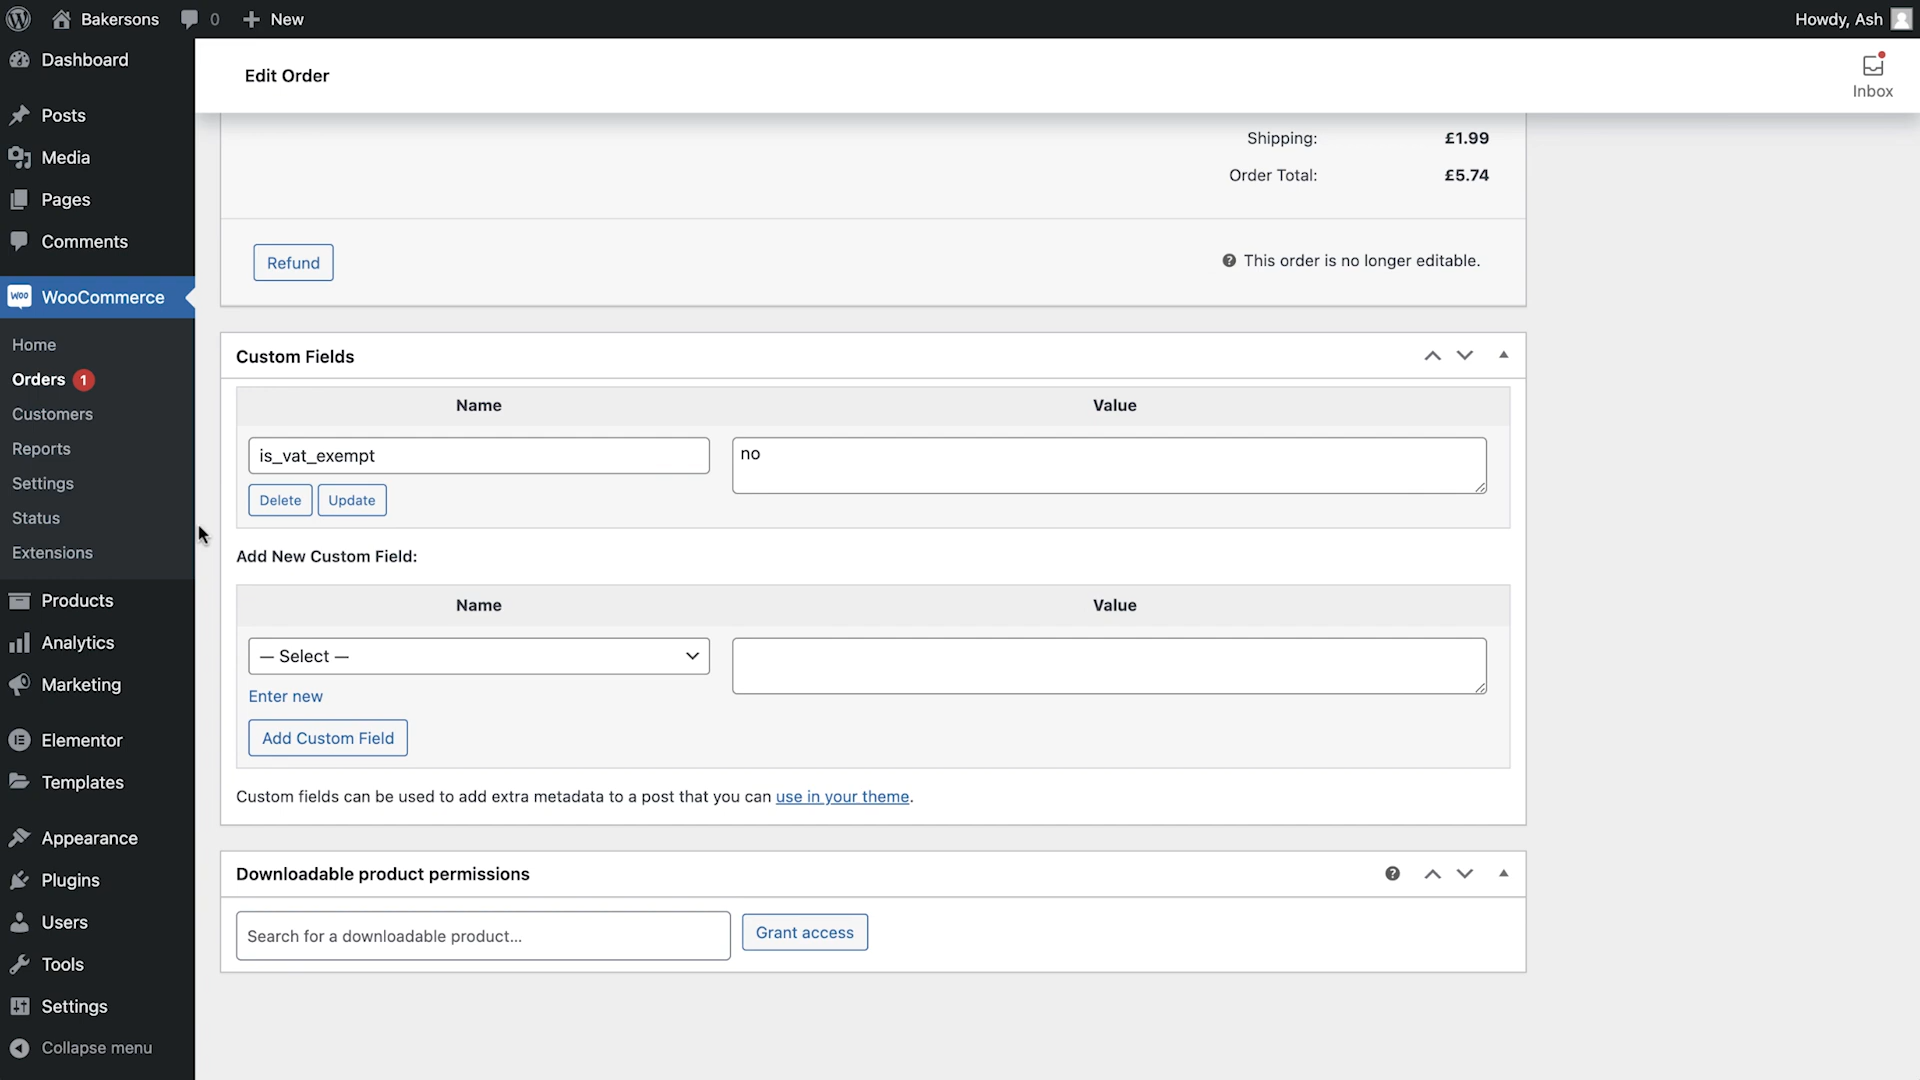 Bakersons 0 New Howdy, Ash
Dashboard
Posts
Media
Pages
Comments
WOO WooCommerce
Home
Orders 1
Customers
Reports
Settings
Status
Extensions
Products
Analytics
Marketing
Elementor
Templates
Appearance
Plugins
Users
Tools
Settings
Collapse menu
Edit Order
Inbox
Shipping: £1.99
Order Total: £5.74
Refund
? This order is no longer editable.
Custom Fields
Name Value
is_vat_exempt no
Delete Update
Add New Custom Field:
Name Value
— Select —
Enter new
Add Custom Field
Custom fields can be used to add extra metadata to a post that you can use in your theme.
Downloadable product permissions ?
Search for a downloadable product... Grant access